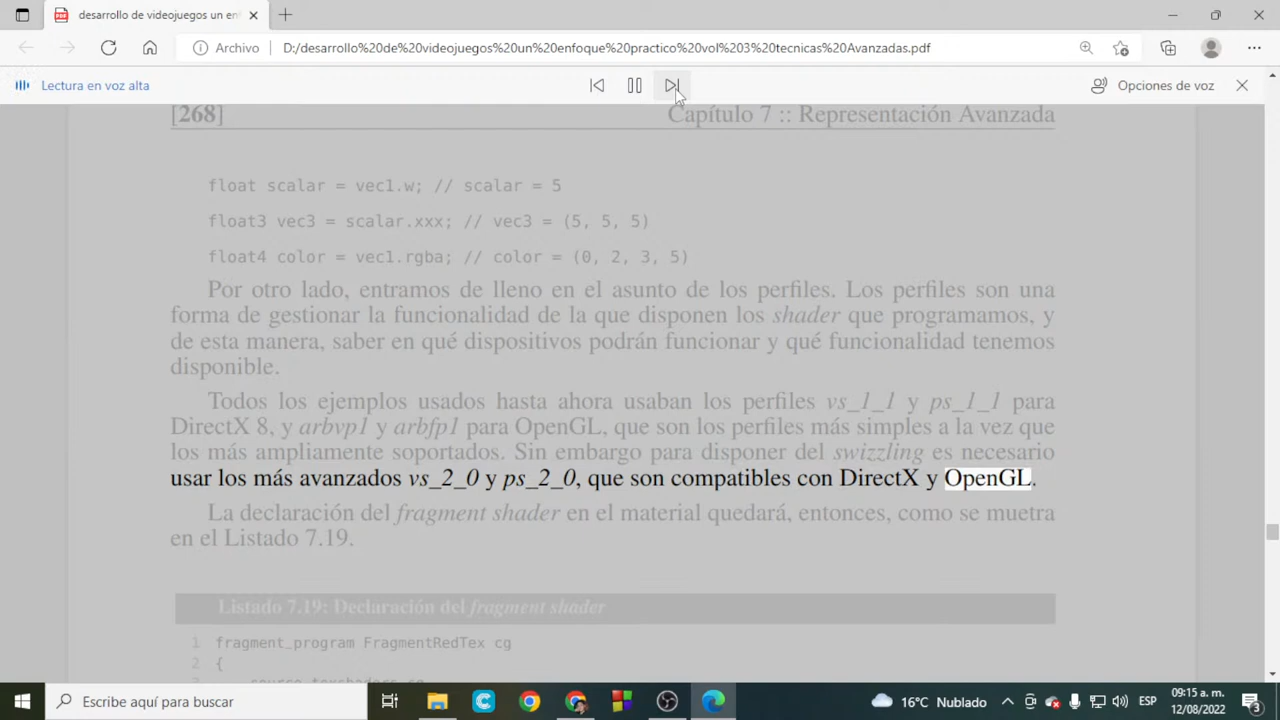 desarrollo de videojuegos un enf
Archivo
D:/desarrollo%20de%20videojuegos%20un%20enfoque%20practico%20vol%203%20tecnicas%20Avanzadas.pdf
Lectura en voz alta
Opciones de voz
[268]
Capítulo 7 :: Representación Avanzada
float scalar = vec1.w; // scalar = 5
float3 vec3 = scalar.xxx; // vec3 = (5, 5, 5)
float4 color = vec1.rgba; // color = (0, 2, 3, 5)
Por otro lado, entramos de lleno en el asunto de los perfiles. Los perfiles son una
forma de gestionar la funcionalidad de la que disponen los shader que programamos, y
de esta manera, saber en qué dispositivos podrán funcionar y qué funcionalidad tenemos
disponible.
Todos los ejemplos usados hasta ahora usaban los perfiles vs_1_1 y ps_1_1 para
DirectX 8, y arbvp1 y arbfp1 para OpenGL, que son los perfiles más simples a la vez que
los más ampliamente soportados. Sin embargo para disponer del swizzling es necesario
usar los más avanzados vs_2_0 y ps_2_0, que son compatibles con DirectX y OpenGL.
La declaración del fragment shader en el material quedará, entonces, como se muetra
en el Listado 7.19.
Listado 7.19: Declaración del fragment shader
1 fragment_program FragmentRedTex cg
2 {
Escribe aquí para buscar
16°C Nublado
ESP
09:15 a. m.
12/08/2022
3